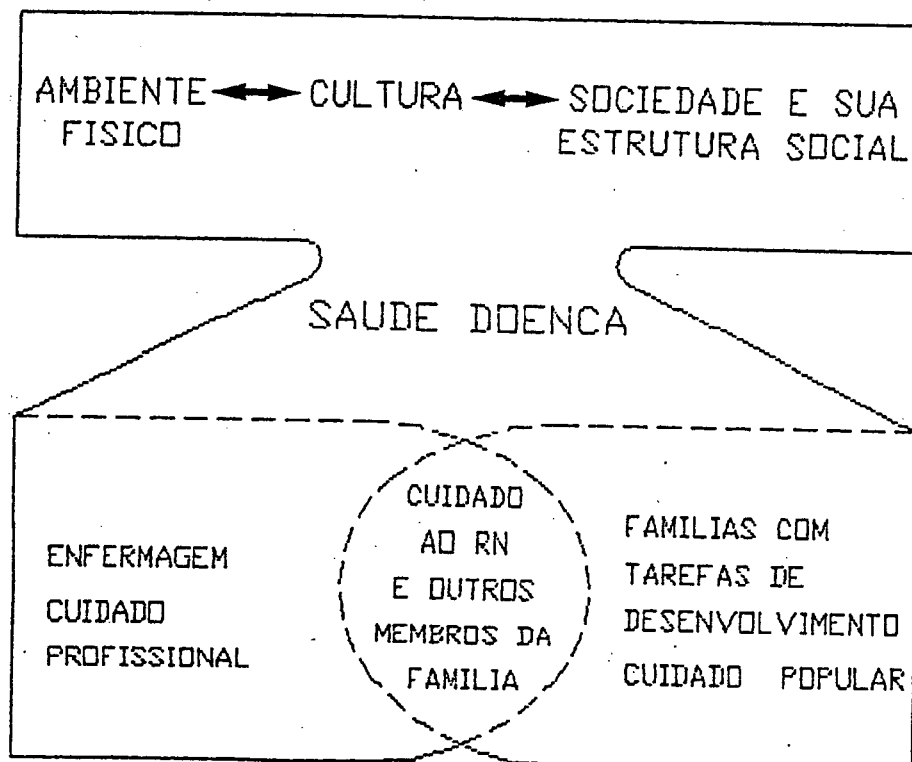 AMBIENTE CULTURA SOCIEDADE E SUA
FISICO ESTRUTURA SOCIAL
SAUDE DOENCA
ENFERMAGEM
CUIDADO
PROFISSIONAL
CUIDADO
AO RN
E OUTROS
MEMBROS DA
FAMILIA
FAMILIAS COM
TAREFAS DE
DESENVOLVIMENTO
CUIDADO POPULAR